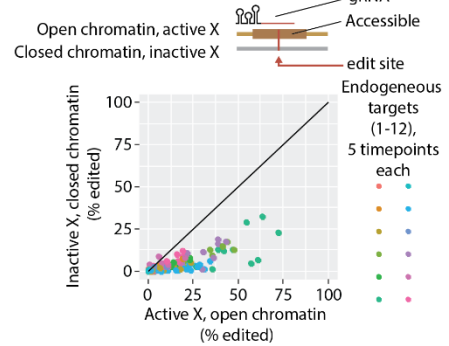 gRNA
Accessible
Open chromatin, active X
Closed chromatin, inactive X
edit site
Endogeneous
targets
(1-12),
5 timepoints
each
Inactive X, closed chromatin
(% edited)
100
75
50
25
0
0 25 50 75 100
Active X, open chromatin
(% edited)